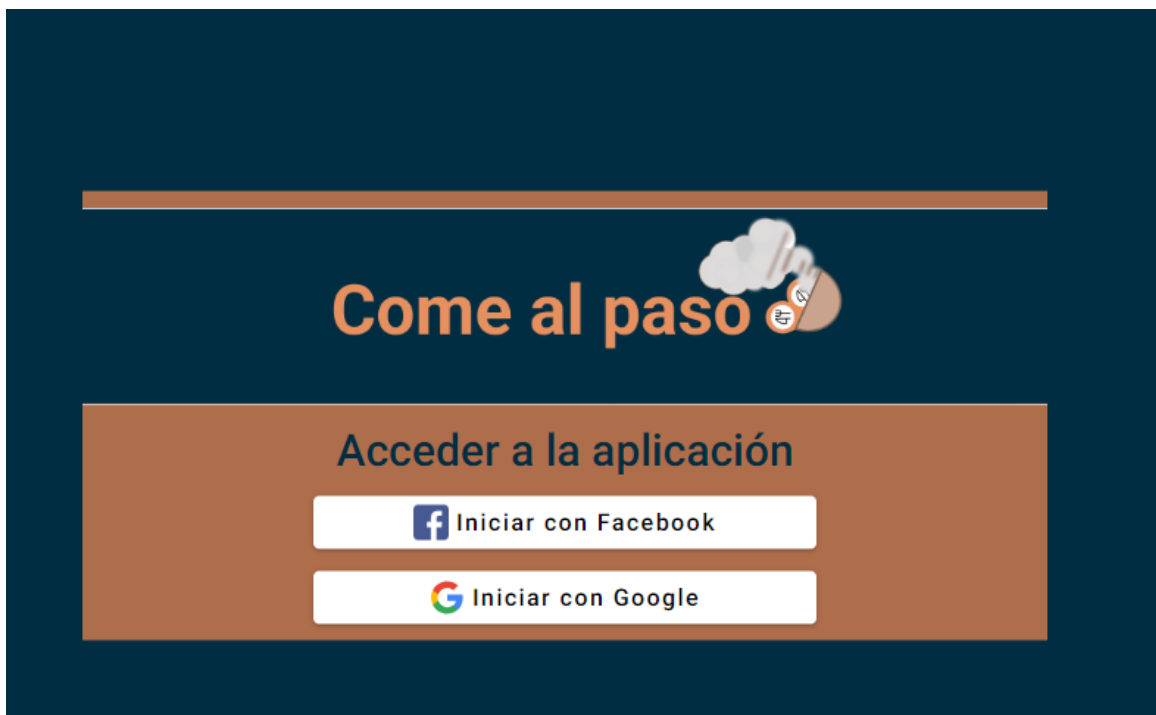 Come al paso
Acceder a la aplicación
Iniciar con Facebook
Iniciar con Google